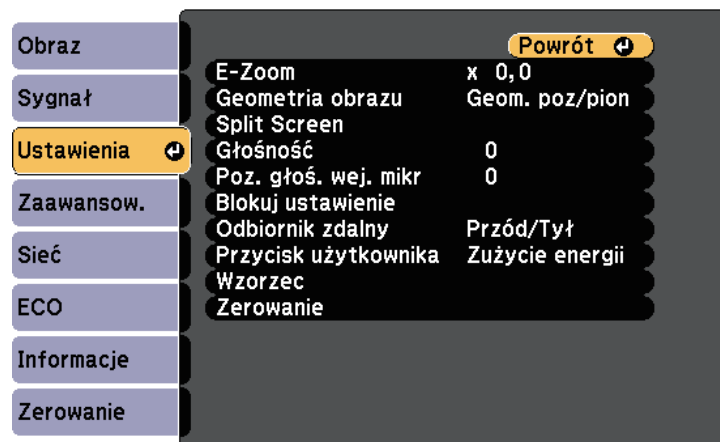 Obraz
Sygnał
Ustawienia
Zaawansow.
Sieć
ECO
Informacje
Zerowanie
Powrót
E-Zoom x 0,0
Geometria obrazu Geom. poz/pion
Split Screen
Głośność 0
Poz. głoś. wej. mikr 0
Blokuj ustawienie
Odbiornik zdalny Przód/Tył
Przycisk użytkownika Zużycie energii
Wzorzec
Zerowanie